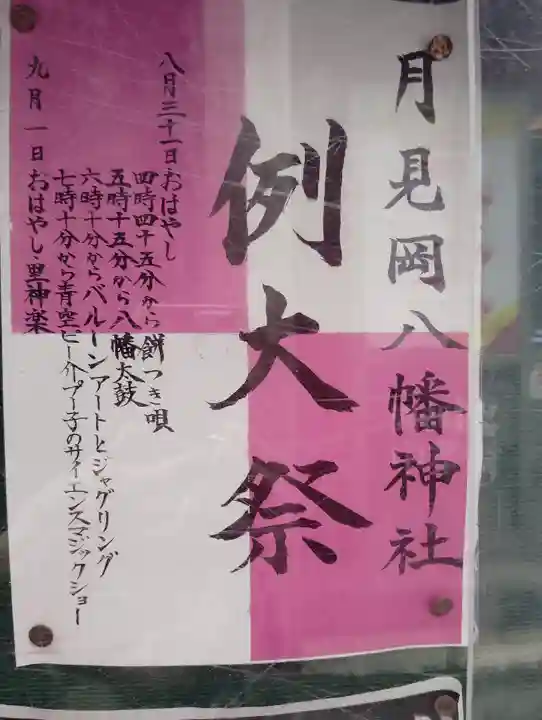 月見岡八幡神社
例大祭
八月三十一日おはやし
四時四十五分から餅つき唄
五時十五分から八幡太鼓
六時十分からバルーンアートとジャグリング
七時十分から青空ピー介プー子のサイエンスマジックショー
九月一日おはやし・里神楽